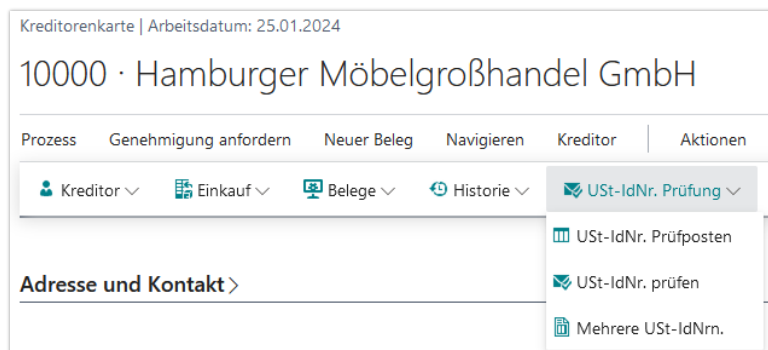 Kreditorenkarte | Arbeitsdatum: 25.01.2024
10000 · Hamburger Möbelgroßhandel GmbH
Prozess Genehmigung anfordern Neuer Beleg Navigieren Kreditor Aktionen
Kreditor Einkauf Belege Historie USt-IdNr. Prüfung
USt-IdNr. Prüfposten
Adresse und Kontakt USt-IdNr. prüfen
Mehrere USt-IdNrn.